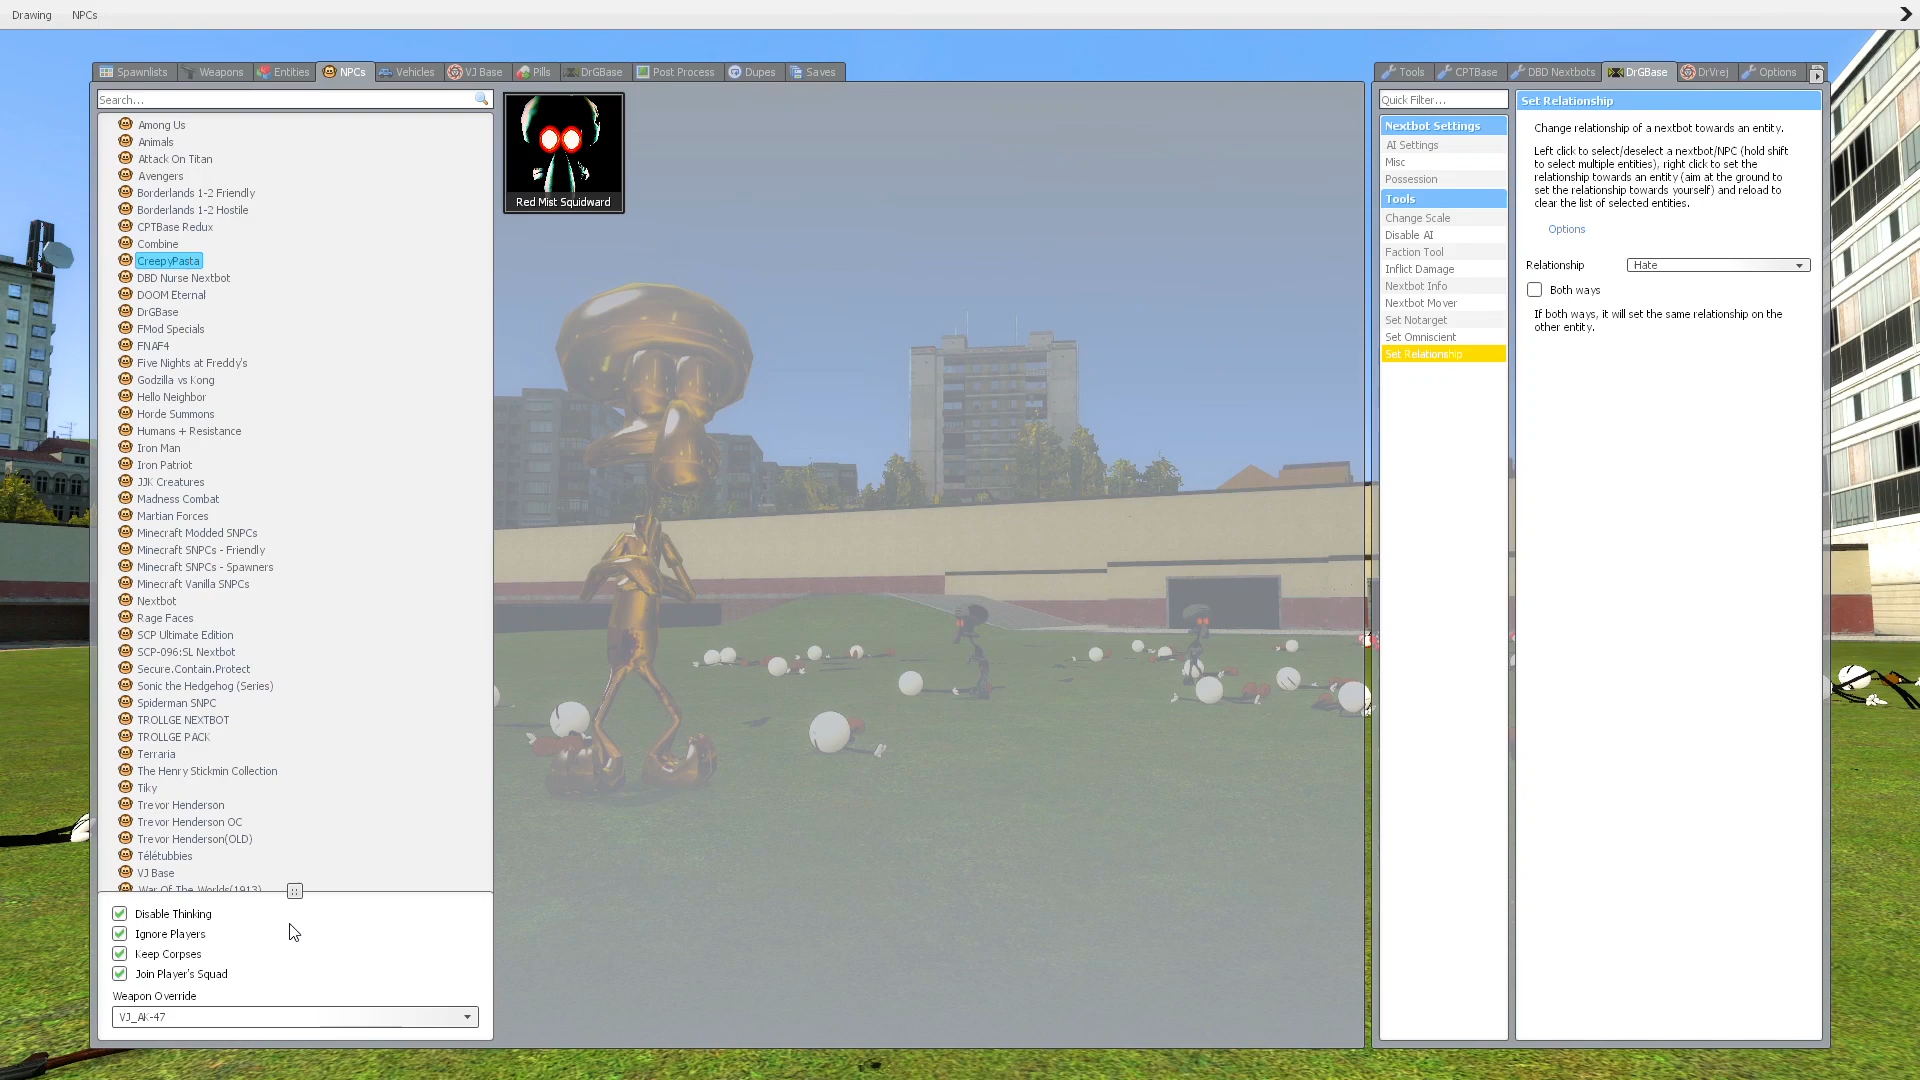 Drawing NPCs
Spawnlists Weapons Entities NPCs Vehicles VJ Base Pills DrGBase Post Process Dupes Saves
Search...
Among Us
Animals
Attack On Titan
Avengers
Borderlands 1-2 Friendly
Borderlands 1-2 Hostile
CPTBase Redux
Combine
CreepyPasta
DBD Nurse Nextbot
DOOM Eternal
DrGBase
FMod Specials
FNAF4
Five Nights at Freddy's
Godzilla vs Kong
Hello Neighbor
Horde Summons
Humans + Resistance
Iron Man
Iron Patriot
JJK Creatures
Madness Combat
Martian Forces
Minecraft Modded SNPCs
Minecraft SNPCs - Friendly
Minecraft SNPCs - Spawners
Minecraft Vanilla SNPCs
Nextbot
Rage Faces
SCP Ultimate Edition
SCP-096:SL Nextbot
Secure.Contain.Protect
Sonic the Hedgehog (Series)
Spiderman SNPC
TROLLGE NEXTBOT
TROLLGE PACK
Terraria
The Henry Stickmin Collection
Tiky
Trevor Henderson
Trevor Henderson OC
Trevor Henderson(OLD)
Télétubbies
VJ Base
War Of The Worlds(1913)
Disable Thinking
Ignore Players
Keep Corpses
Join Player's Squad
Weapon Override
VJ_AK-47
Red Mist Squidward
Tools CPTBase DBD Nextbots DrGBase DrVrej Options
Quick Filter...
Nextbot Settings
AI Settings
Misc
Possession
Tools
Change Scale
Disable AI
Faction Tool
Inflict Damage
Nextbot Info
Nextbot Mover
Set Notarget
Set Omniscient
Set Relationship
Set Relationship
Change relationship of a nextbot towards an entity.
Left click to select/deselect a nextbot/NPC (hold shift
to select multiple entities), right click to set the
relationship towards an entity (aim at the ground to
set the relationship towards yourself) and reload to
clear the list of selected entities.
Options
Relationship Hate
Both ways
If both ways, it will set the same relationship on the
other entity.